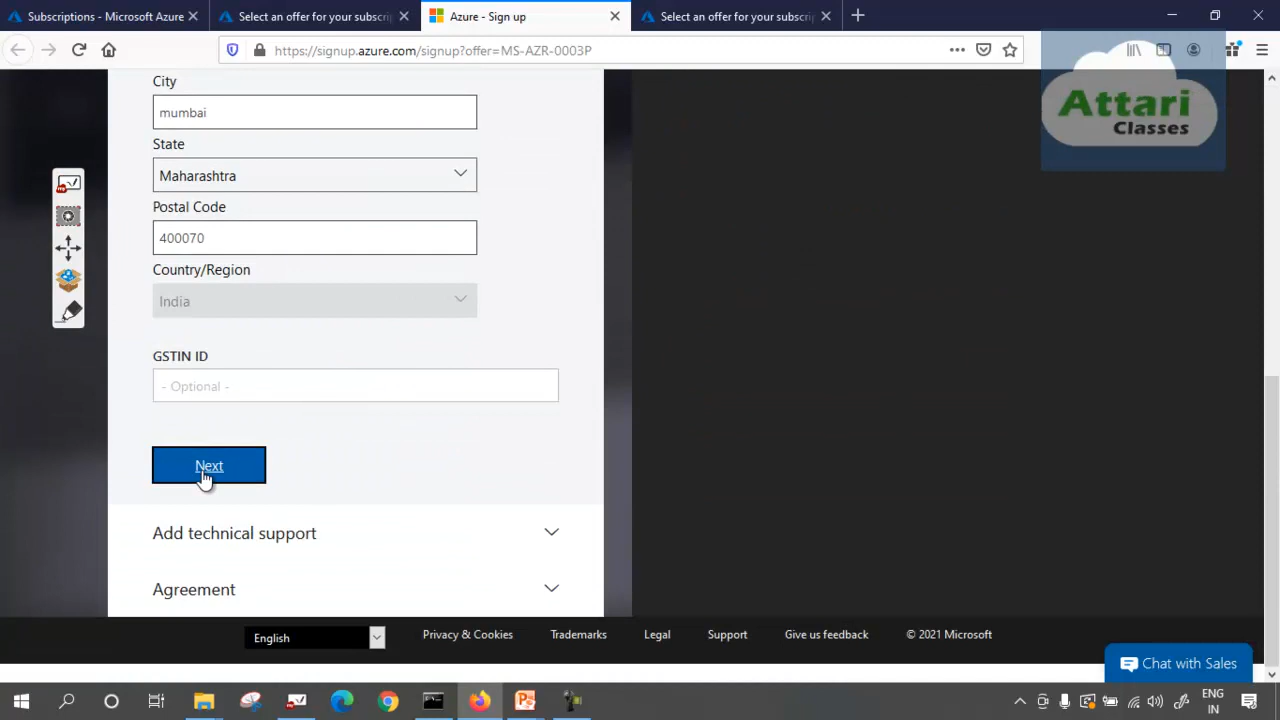 Subscriptions - Microsoft Azure
Select an offer for your subscrip
Azure - Sign up
Select an offer for your subscrip
https://signup.azure.com/signup?offer=MS-AZR-0003P
Attari
Classes
City
mumbai
State
Maharashtra
Postal Code
400070
Country/Region
India
GSTIN ID
- Optional -
Next
Add technical support
Agreement
English
Privacy & Cookies
Trademarks
Legal
Support
Give us feedback
© 2021 Microsoft
Chat with Sales
ENG
IN